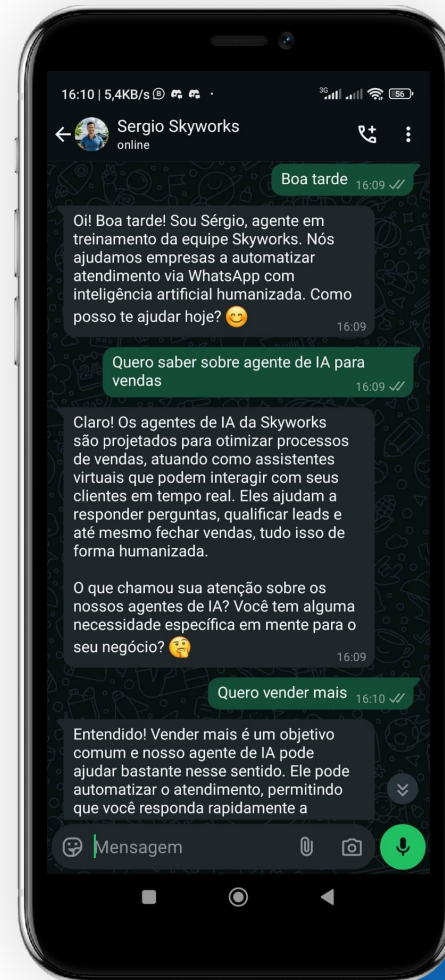 16:10 | 5,4KB/s
3G
56
Sergio Skyworks
online
Boa tarde 16:09
Oi! Boa tarde! Sou Sérgio, agente em
treinamento da equipe Skyworks. Nós
ajudamos empresas a automatizar
atendimento via WhatsApp com
inteligência artificial humanizada. Como
posso te ajudar hoje? 😊
16:09
Quero saber sobre agente de IA para
vendas
16:09
Claro! Os agentes de IA da Skyworks
são projetados para otimizar processos
de vendas, atuando como assistentes
virtuais que podem interagir com seus
clientes em tempo real. Eles ajudam a
responder perguntas, qualificar leads e
até mesmo fechar vendas, tudo isso de
forma humanizada.
O que chamou sua atenção sobre os
nossos agentes de IA? Você tem alguma
necessidade específica em mente para o
seu negócio? 🤔
16:09
Quero vender mais 16:10
Entendido! Vender mais é um objetivo
comum e nosso agente de IA pode
ajudar bastante nesse sentido. Ele pode
automatizar o atendimento, permitindo
que você responda rapidamente a
Mensagem